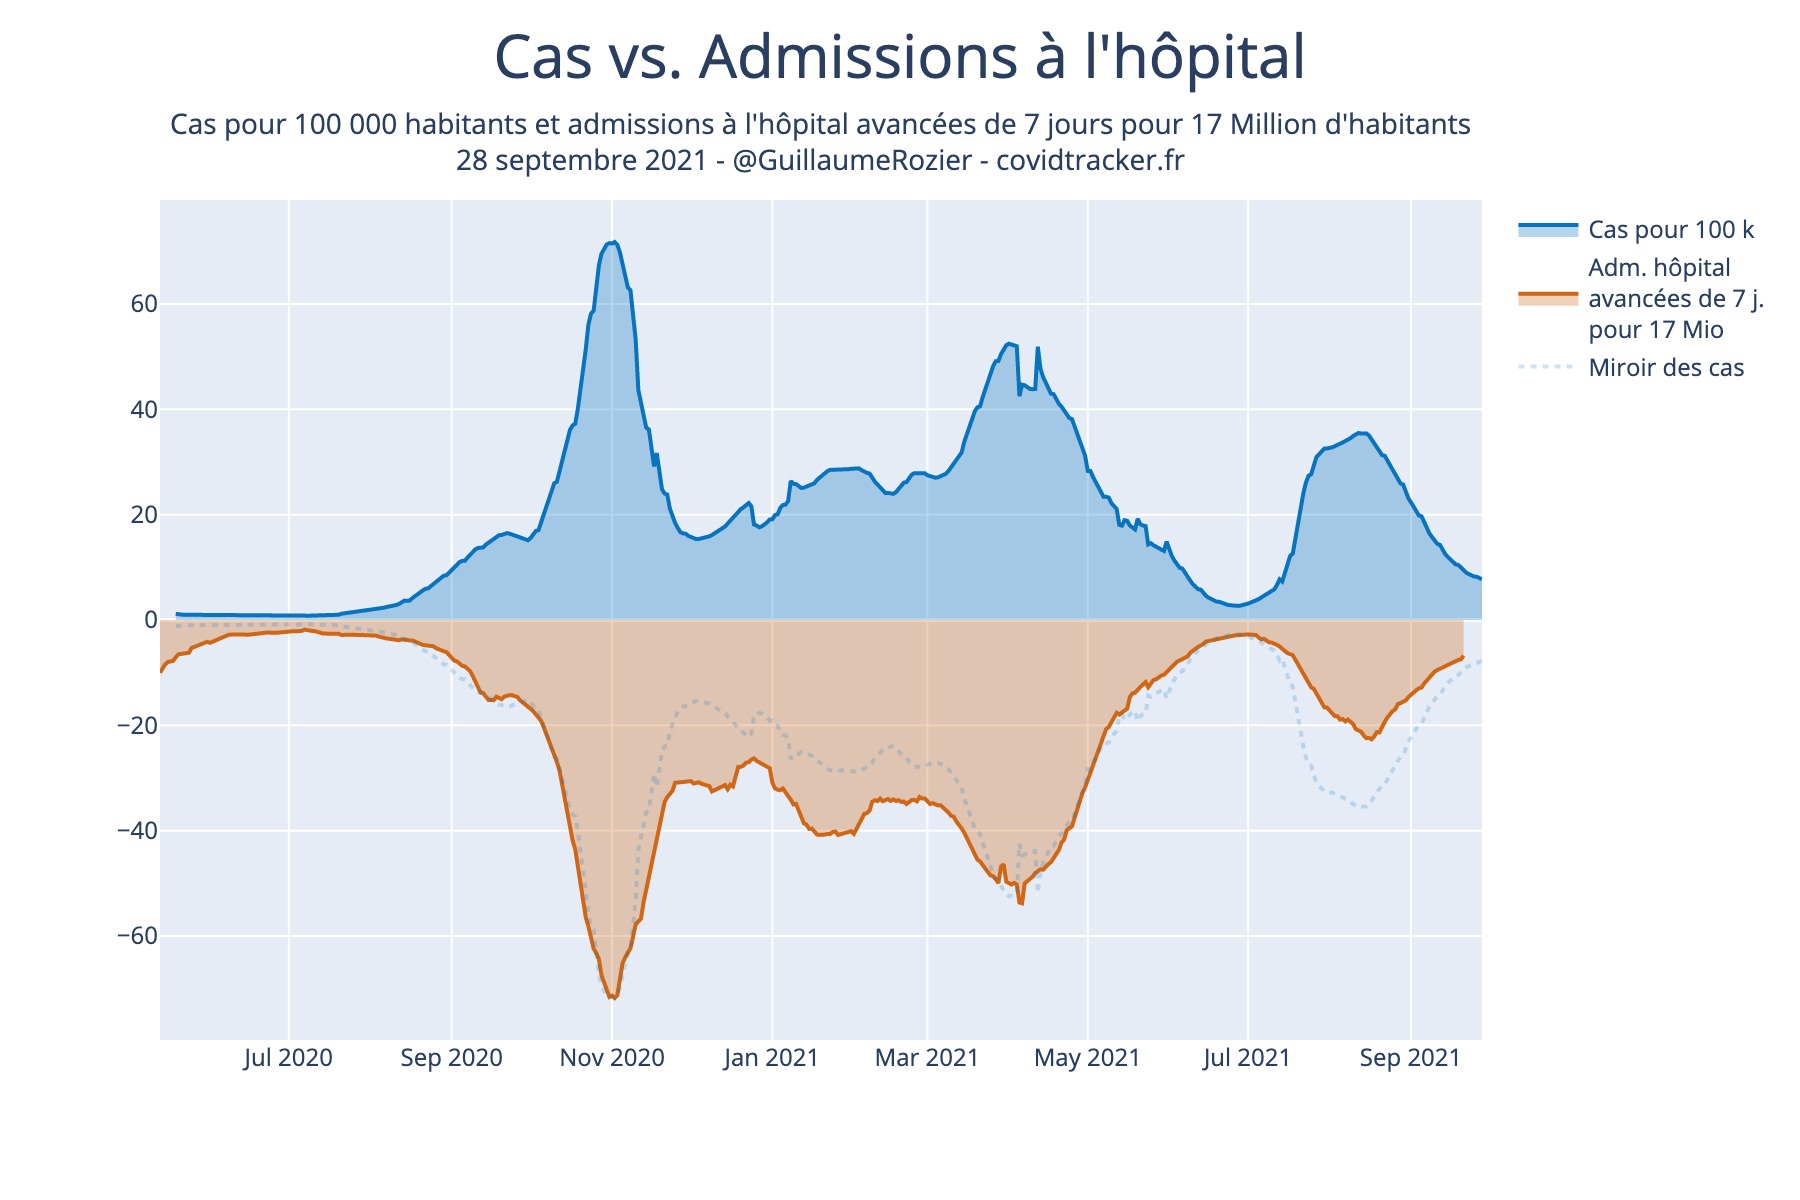 Cas vs. Admissions à l'hôpital
Cas pour 100 000 habitants et admissions à l'hôpital avancées de 7 jours pour 17 Million d'habitants
28 septembre 2021 - @GuillaumeRozier - covidtracker.fr
Cas pour 100 k
Adm. hôpital
avancées de 7 j.
pour 17 Mio
Miroir des cas
60
40
20
0
−20
−40
−60
Jul 2020
Sep 2020
Nov 2020
Jan 2021
Mar 2021
May 2021
Jul 2021
Sep 2021